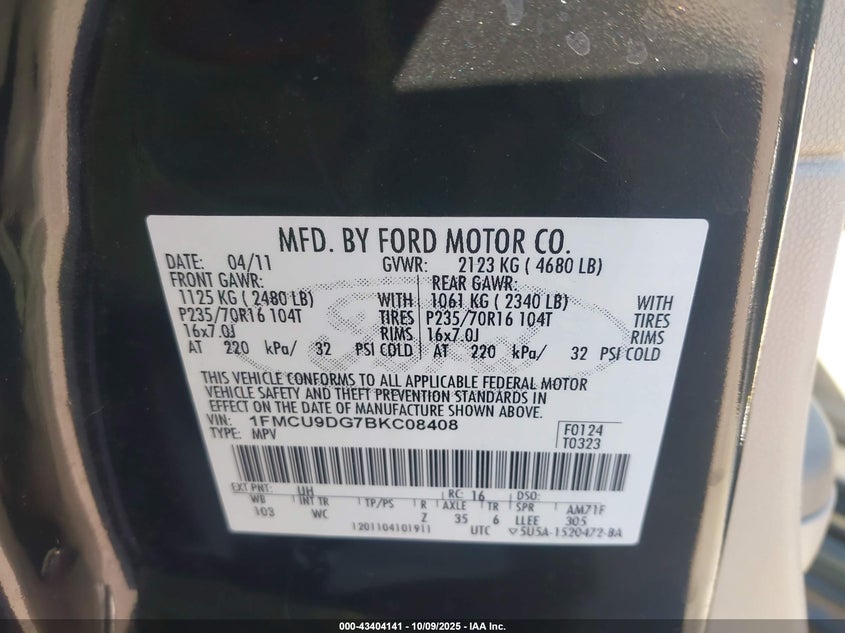 MFD. BY FORD MOTOR CO.
DATE: 04/11 GVWR: 2123 KG ( 4680 LB)
FRONT GAWR: REAR GAWR:
1125 KG ( 2480 LB) WITH 1061 KG ( 2340 LB) WITH
P235/70R16 104T TIRES P235/70R16 104T TIRES
16x7.0J RIMS 16x7.0J RIMS
AT 220 kPa/ 32 PSI COLD AT 220 kPa/ 32 PSI COLD
Ford
THIS VEHICLE CONFORMS TO ALL APPLICABLE FEDERAL MOTOR
VEHICLE SAFETY AND THEFT PREVENTION STANDARDS IN
EFFECT ON THE DATE OF MANUFACTURE SHOWN ABOVE.
VIN: 1FMCU9DG7BKC08408 F0124
TYPE: MPV T0323
EXT PNT: UH RC: 16 DSO:
WB INT TR TP/PS R AXLE TR SPR AM71F
103 WC Z 35 6 LLEE 305
1201104101911 UTC ▽5U5A-1520472-BA
000-43404141 - 10/09/2025 - IAA Inc.